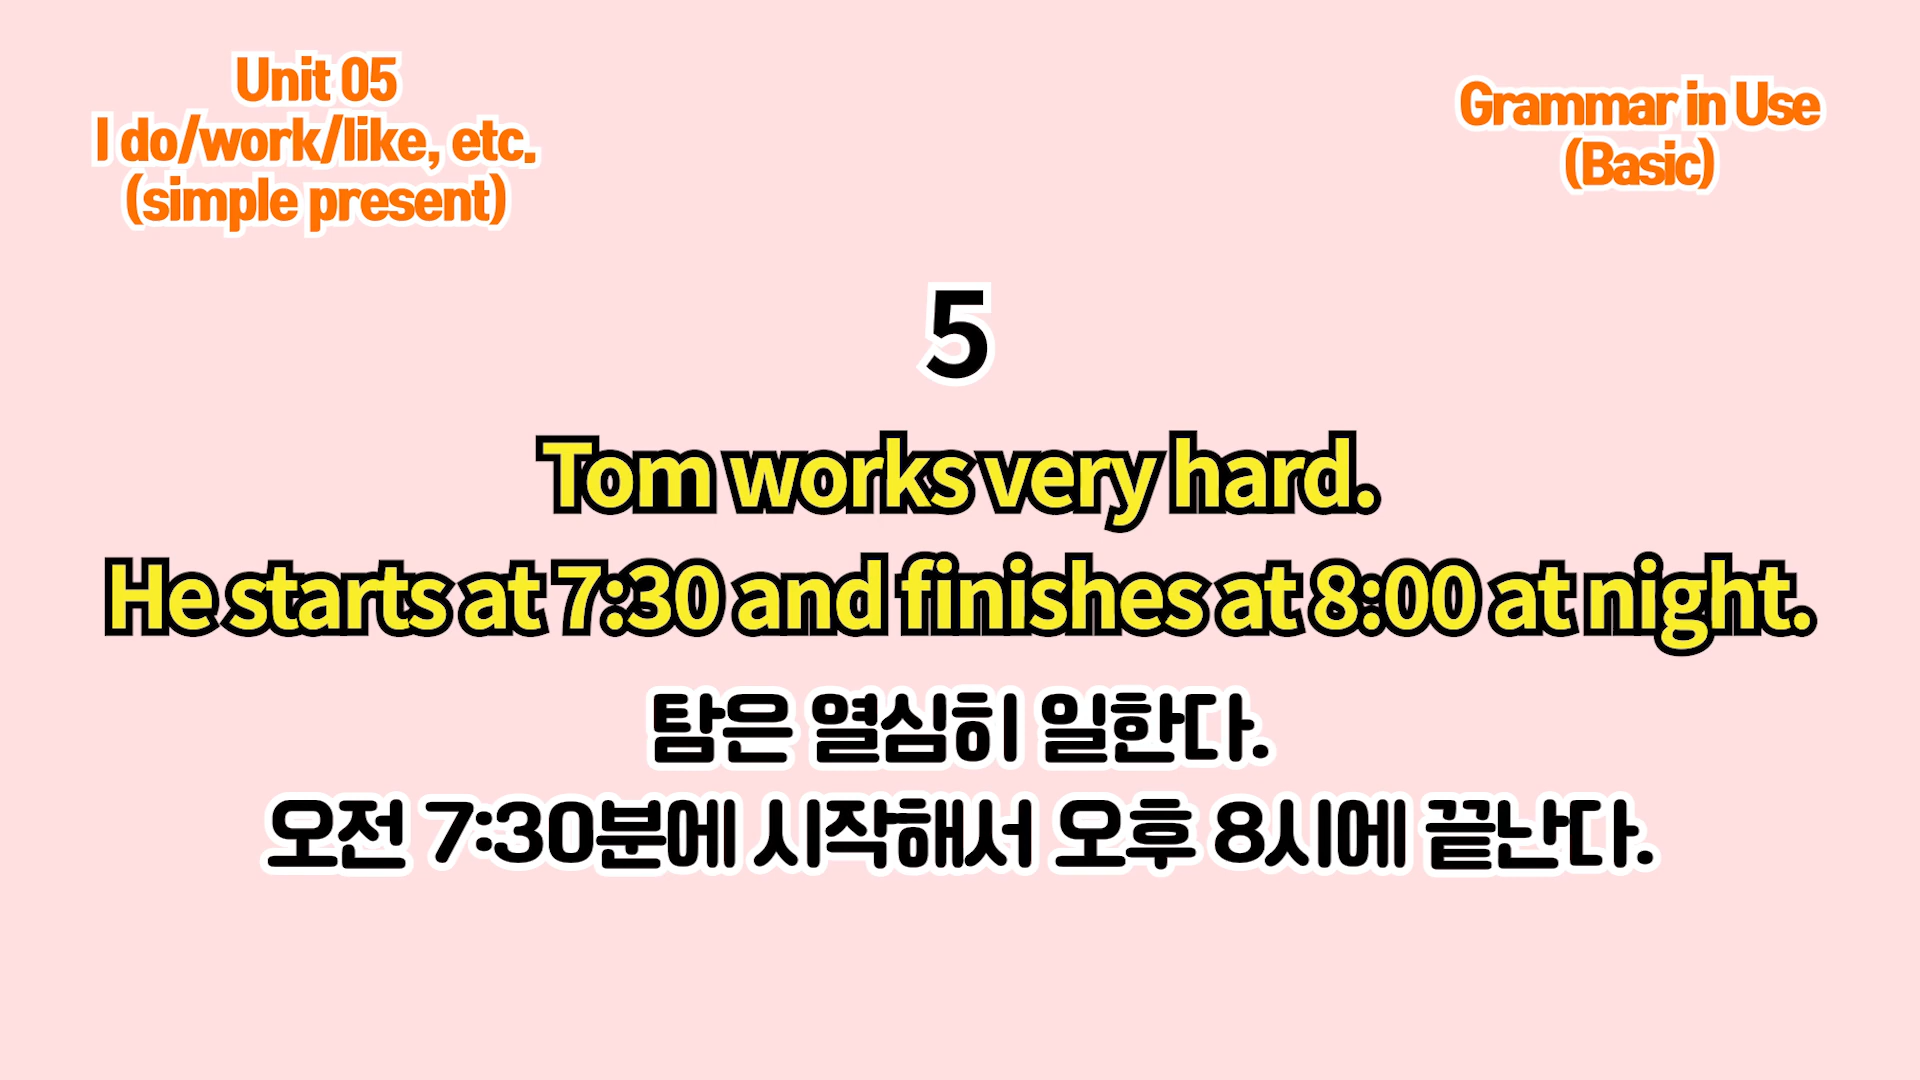 Unit 05
I do/work/like, etc.
(simple present)
Grammar in Use
(Basic)
5
Tom works very hard.
He starts at 7:30 and finishes at 8:00 at night.
탐은 열심히 일한다.
오전 7:30분에 시작해서 오후 8시에 끝난다.